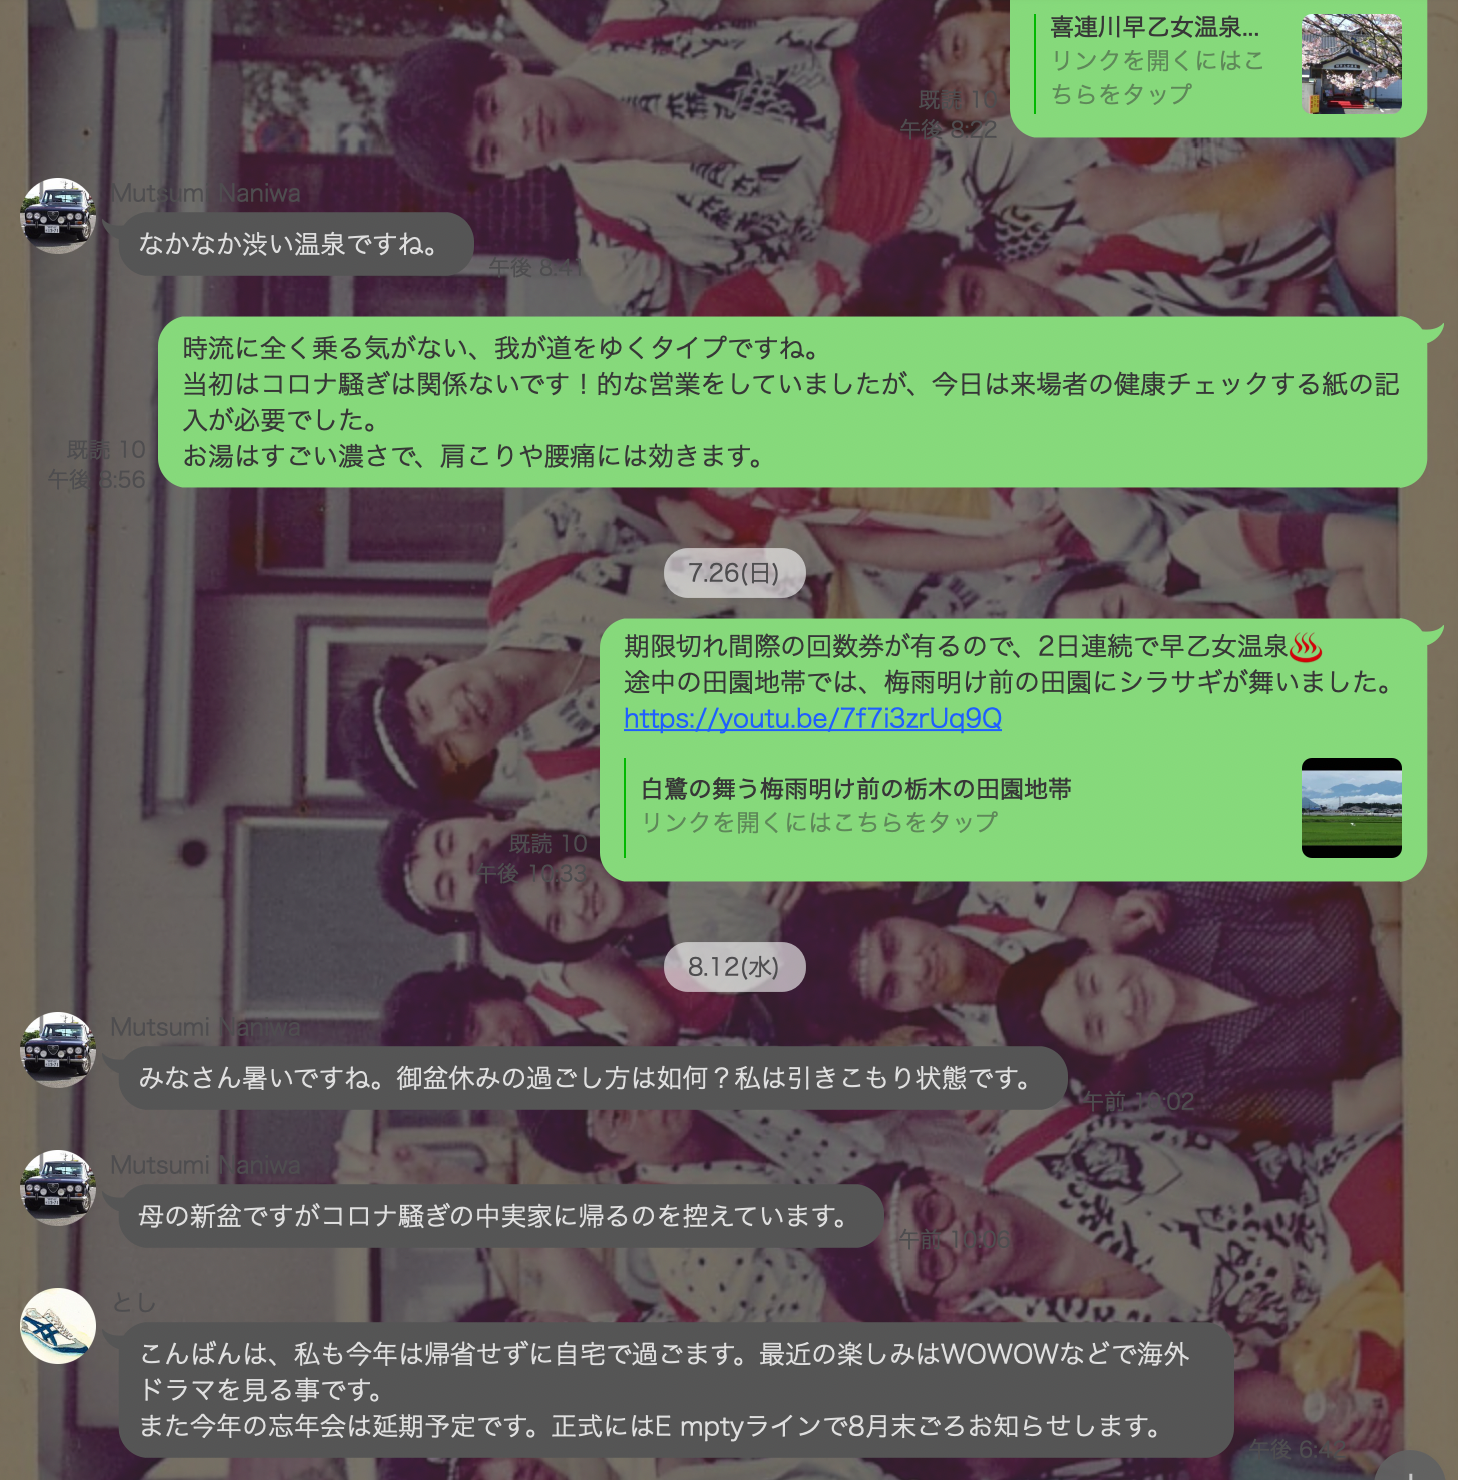 喜連川早乙女温泉...
リンクを開くにはこ
ちらをタップ
既読 10
午後 8:22
Mutsumi Naniwa
なかなか渋い温泉ですね。
午後 8:41
時流に全く乗る気がない、我が道をゆくタイプですね。
当初はコロナ騒ぎは関係ないです！的な営業をしていましたが、今日は来場者の健康チェックする紙の記
入が必要でした。
お湯はすごい濃さで、肩こりや腰痛には効きます。
既読 10
午後 8:56
7.26(日)
期限切れ間際の回数券が有るので、2日連続で早乙女温泉♨️
途中の田園地帯では、梅雨明け前の田園にシラサギが舞いました。
https://youtu.be/7f7i3zrUq9Q
白鷺の舞う梅雨明け前の栃木の田園地帯
リンクを開くにはこちらをタップ
既読 10
午後 10:33
8.12(水)
Mutsumi Naniwa
みなさん暑いですね。御盆休みの過ごし方は如何？私は引きこもり状態です。
午前 10:02
Mutsumi Naniwa
母の新盆ですがコロナ騒ぎの中実家に帰るのを控えています。
午前 10:06
とし
こんばんは、私も今年は帰省せずに自宅で過ごます。最近の楽しみはWOWOWなどで海外
ドラマを見る事です。
また今年の忘年会は延期予定です。正式にはE mptyラインで8月末ごろお知らせします。
午後